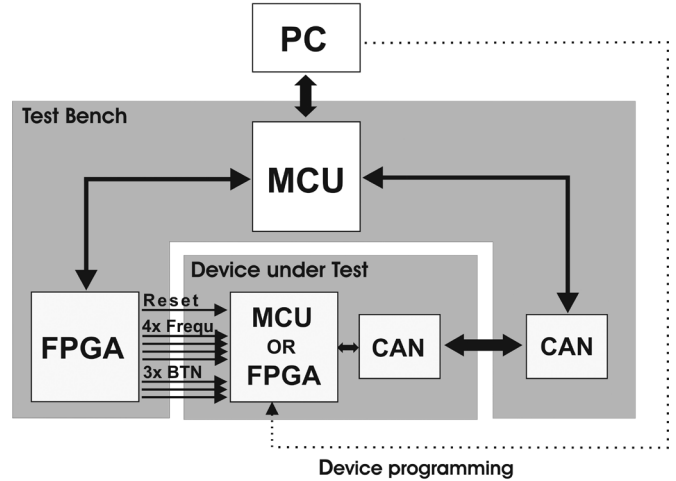 PC
Test Bench
MCU
Device under Test
Reset
4x Frequ
3x BTN
FPGA
MCU
OR
FPGA
CAN
CAN
Device programming